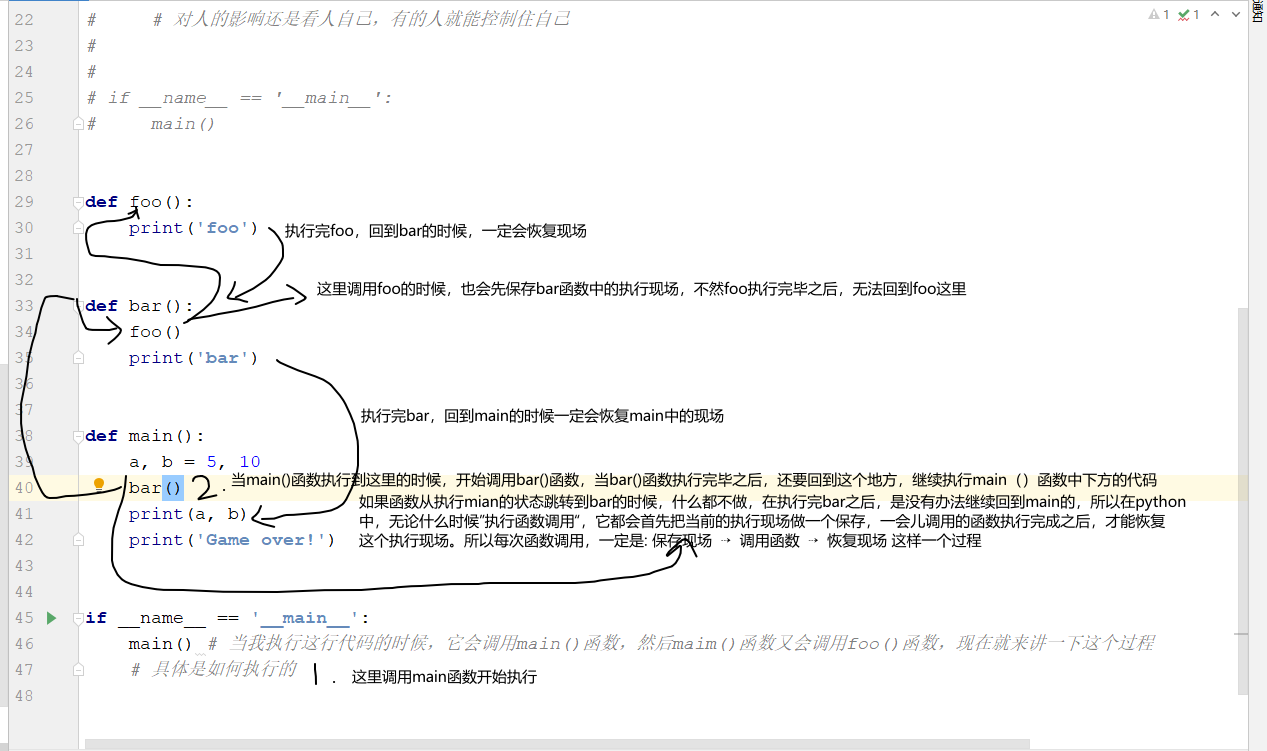 22 #      # 对人的影响还是看人自己，有的人就能控制住自己
1 1
通知
23 #
24 #
25 # if __name__ == '__main__':
26 #     main()
27
28
29 def foo():
30     print('foo') 执行完foo，回到bar的时候，一定会恢复现场
31
32 这里调用foo的时候，也会先保存bar函数中的执行现场，不然foo执行完毕之后，无法回到foo这里
33 def bar():
34     foo()
35     print('bar')
36
37 执行完bar，回到main的时候一定会恢复main中的现场
38 def main():
39     a, b = 5, 10
40     bar() 2 . 当main()函数执行到这里的时候，开始调用bar()函数，当bar()函数执行完毕之后，还要回到这个地方，继续执行main（）函数中下方的代码
如果函数从执行mian的状态跳转到bar的时候，什么都不做，在执行完bar之后，是没有办法继续回到main的，所以在python
41     print(a, b) 中，无论什么时候”执行函数调用”，它都会首先把当前的执行现场做一个保存，一会儿调用的函数执行完成之后，才能恢复
42     print('Game over!') 这个执行现场。所以每次函数调用，一定是: 保存现场 → 调用函数 → 恢复现场 这样一个过程
43
44
45 if __name__ == '__main__':
46     main() # 当我执行这行代码的时候，它会调用main()函数，然后maim()函数又会调用foo()函数，现在就来讲一下这个过程
47     # 具体是如何执行的 1 . 这里调用main函数开始执行
48